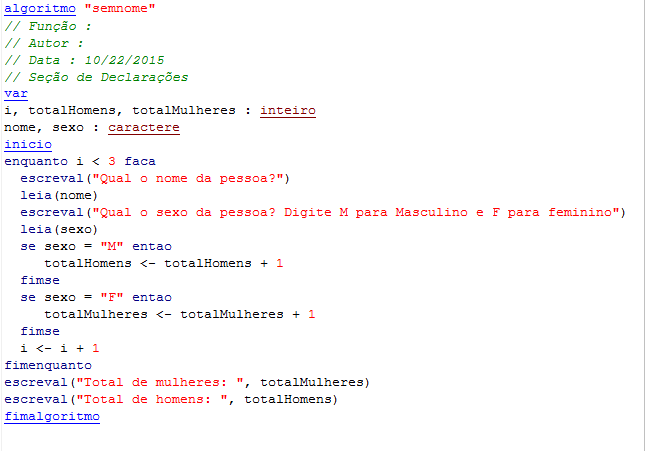 algoritmo "semnome"
// Função :
// Autor :
// Data : 10/22/2015
// Seção de Declarações
var
i, totalHomens, totalMulheres : inteiro
nome, sexo : caractere
inicio
enquanto i < 3 faca
  escreval("Qual o nome da pessoa?")
  leia(nome)
  escreval("Qual o sexo da pessoa? Digite M para Masculino e F para feminino")
  leia(sexo)
  se sexo = "M" entao
     totalHomens <- totalHomens + 1
  fimse
  se sexo = "F" entao
     totalMulheres <- totalMulheres + 1
  fimse
  i <- i + 1
fimenquanto
escreval("Total de mulheres: ", totalMulheres)
escreval("Total de homens: ", totalHomens)
fimalgoritmo